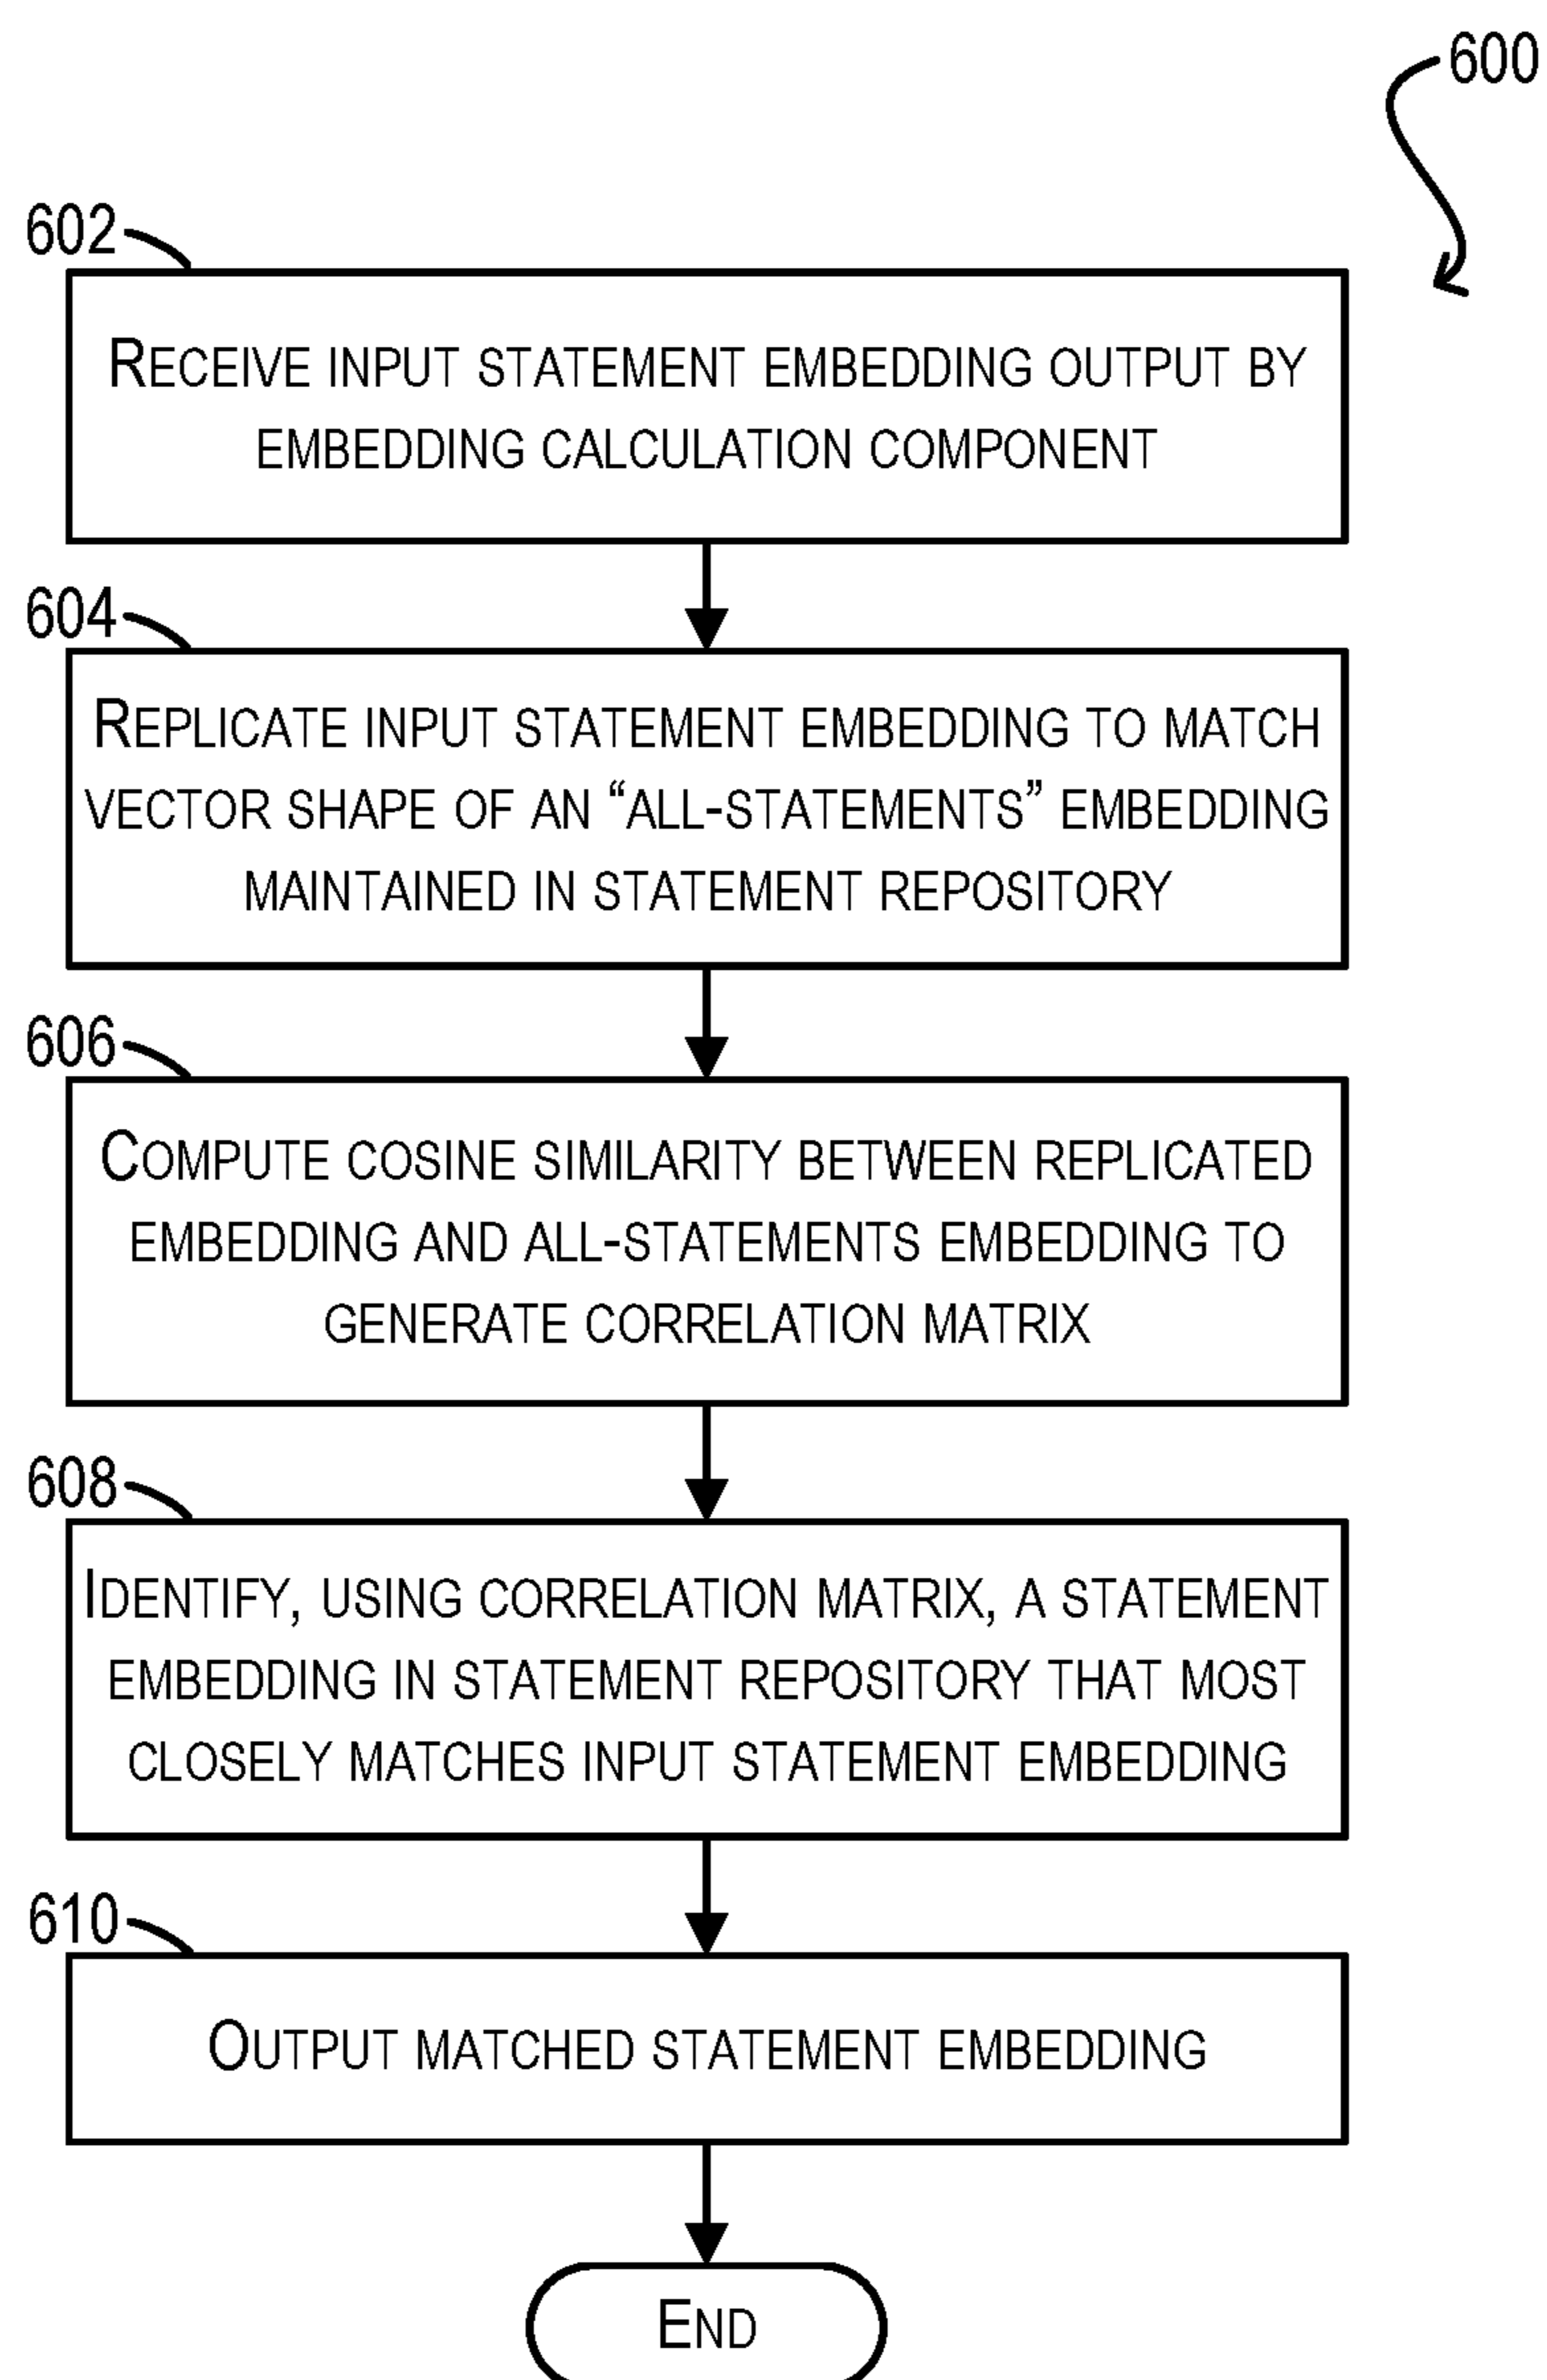 600
602
RECEIVE INPUT STATEMENT EMBEDDING OUTPUT BY
EMBEDDING CALCULATION COMPONENT
604
REPLICATE INPUT STATEMENT EMBEDDING TO MATCH
VECTOR SHAPE OF AN “ALL-STATEMENTS” EMBEDDING
MAINTAINED IN STATEMENT REPOSITORY
606
COMPUTE COSINE SIMILARITY BETWEEN REPLICATED
EMBEDDING AND ALL-STATEMENTS EMBEDDING TO
GENERATE CORRELATION MATRIX
608
IDENTIFY, USING CORRELATION MATRIX, A STATEMENT
EMBEDDING IN STATEMENT REPOSITORY THAT MOST
CLOSELY MATCHES INPUT STATEMENT EMBEDDING
610
OUTPUT MATCHED STATEMENT EMBEDDING
END